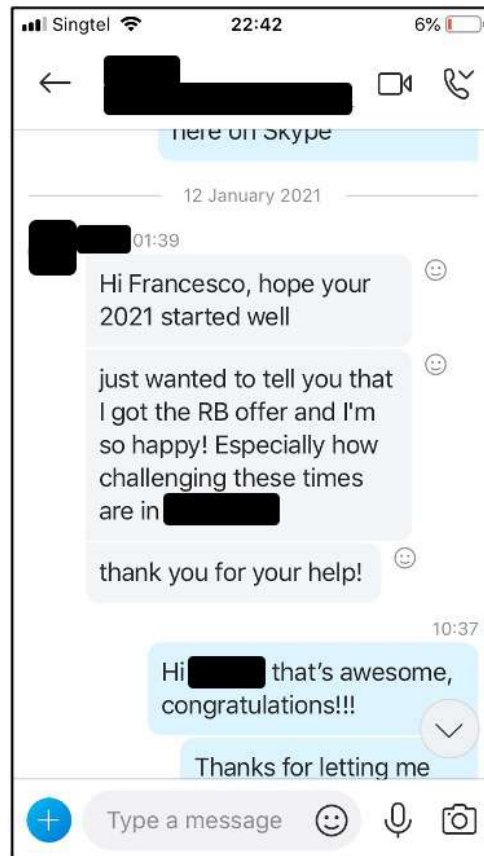 Singtel 22:42 6%
here on Skype
12 January 2021
01:39
Hi Francesco, hope your
2021 started well
just wanted to tell you that
I got the RB offer and I'm
so happy! Especially how
challenging these times
are in
thank you for your help!
10:37
Hi that's awesome,
congratulations!!!
Thanks for letting me
Type a message